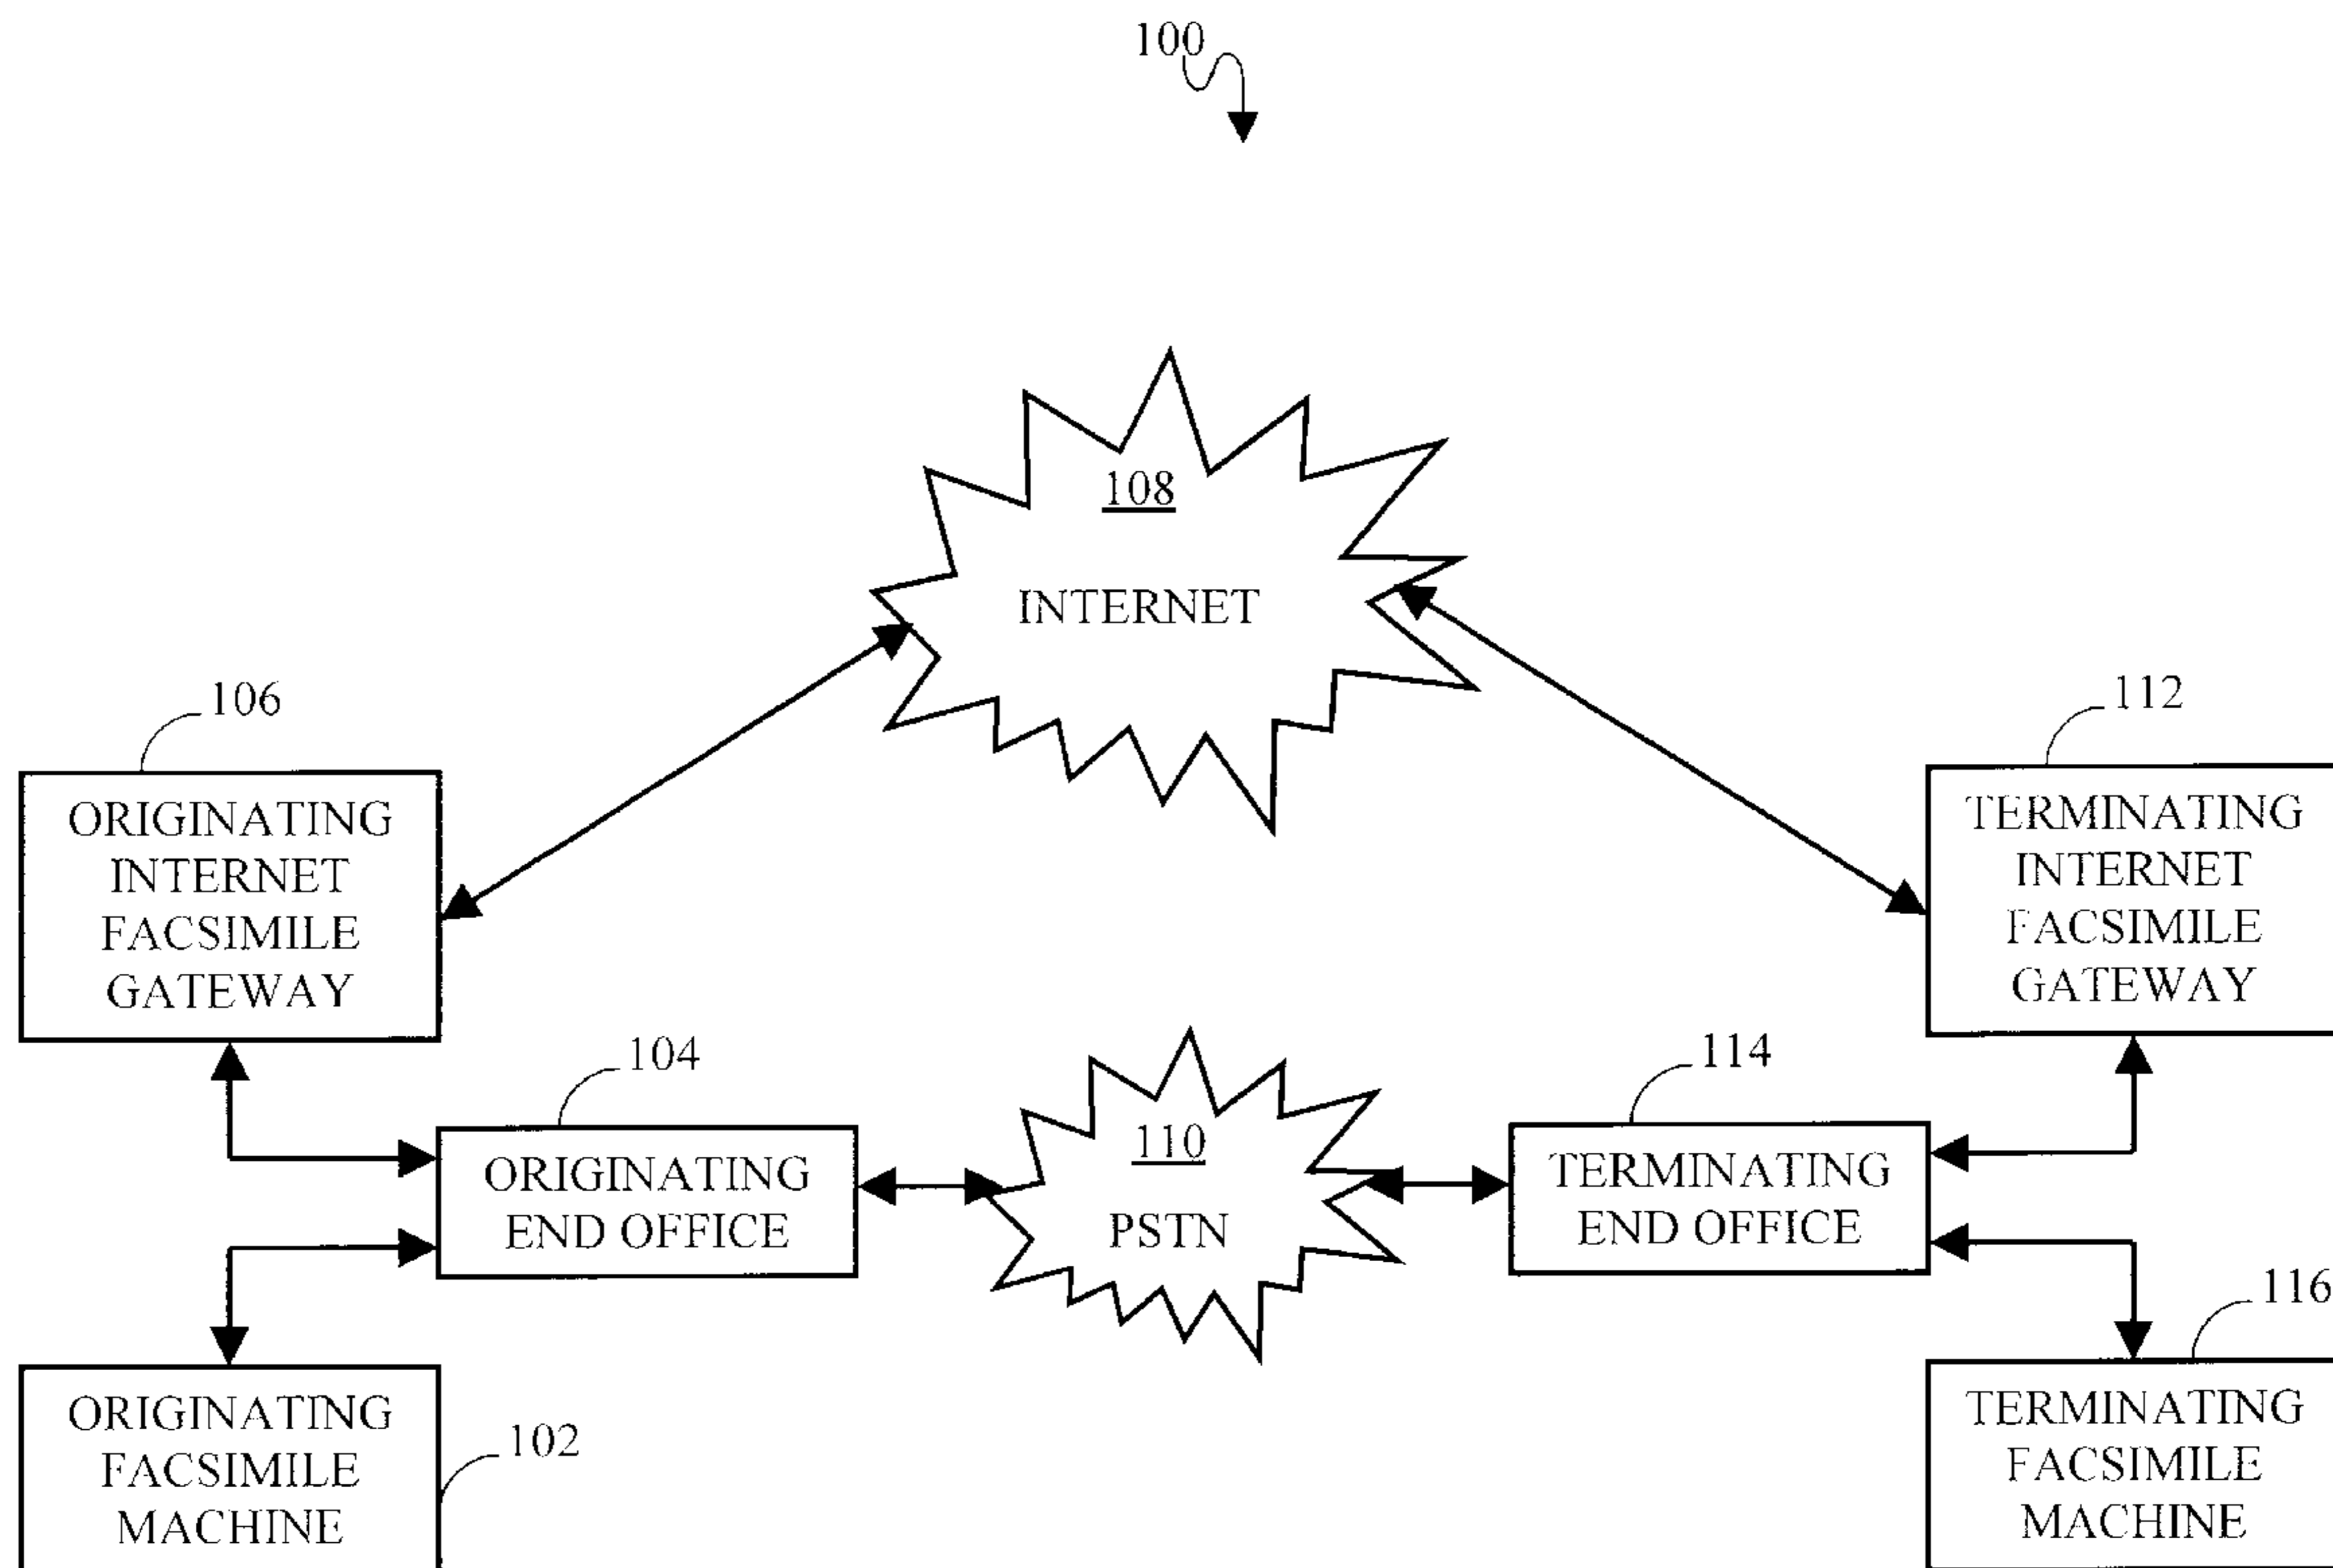 100
108
INTERNET
106
ORIGINATING
INTERNET
FACSIMILE
GATEWAY
112
TERMINATING
INTERNET
FACSIMILE
GATEWAY
104
ORIGINATING
END OFFICE
110
PSTN
114
TERMINATING
END OFFICE
102
ORIGINATING
FACSIMILE
MACHINE
116
TERMINATING
FACSIMILE
MACHINE